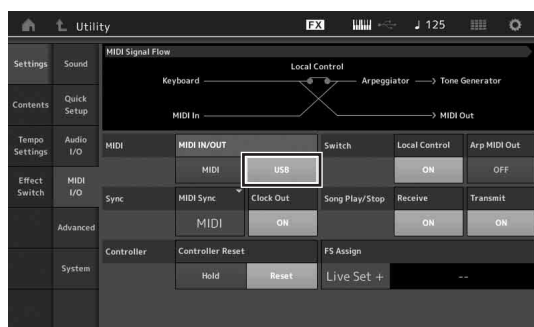 Utility
FX
♩ 125
Settings
Sound
MIDI Signal Flow
Local Control
Keyboard
Arpeggiator
Tone Generator
MIDI In
MIDI Out
Contents
Quick Setup
Tempo Settings
Audio I/O
MIDI
MIDI IN/OUT
Switch
Local Control
Arp MIDI Out
MIDI
USB
ON
OFF
Effect Switch
MIDI I/O
Sync
MIDI Sync
Clock Out
Song Play/Stop
Receive
Transmit
MIDI
ON
ON
ON
Advanced
Controller
Controller Reset
FS Assign
System
Hold
Reset
Live Set +
--